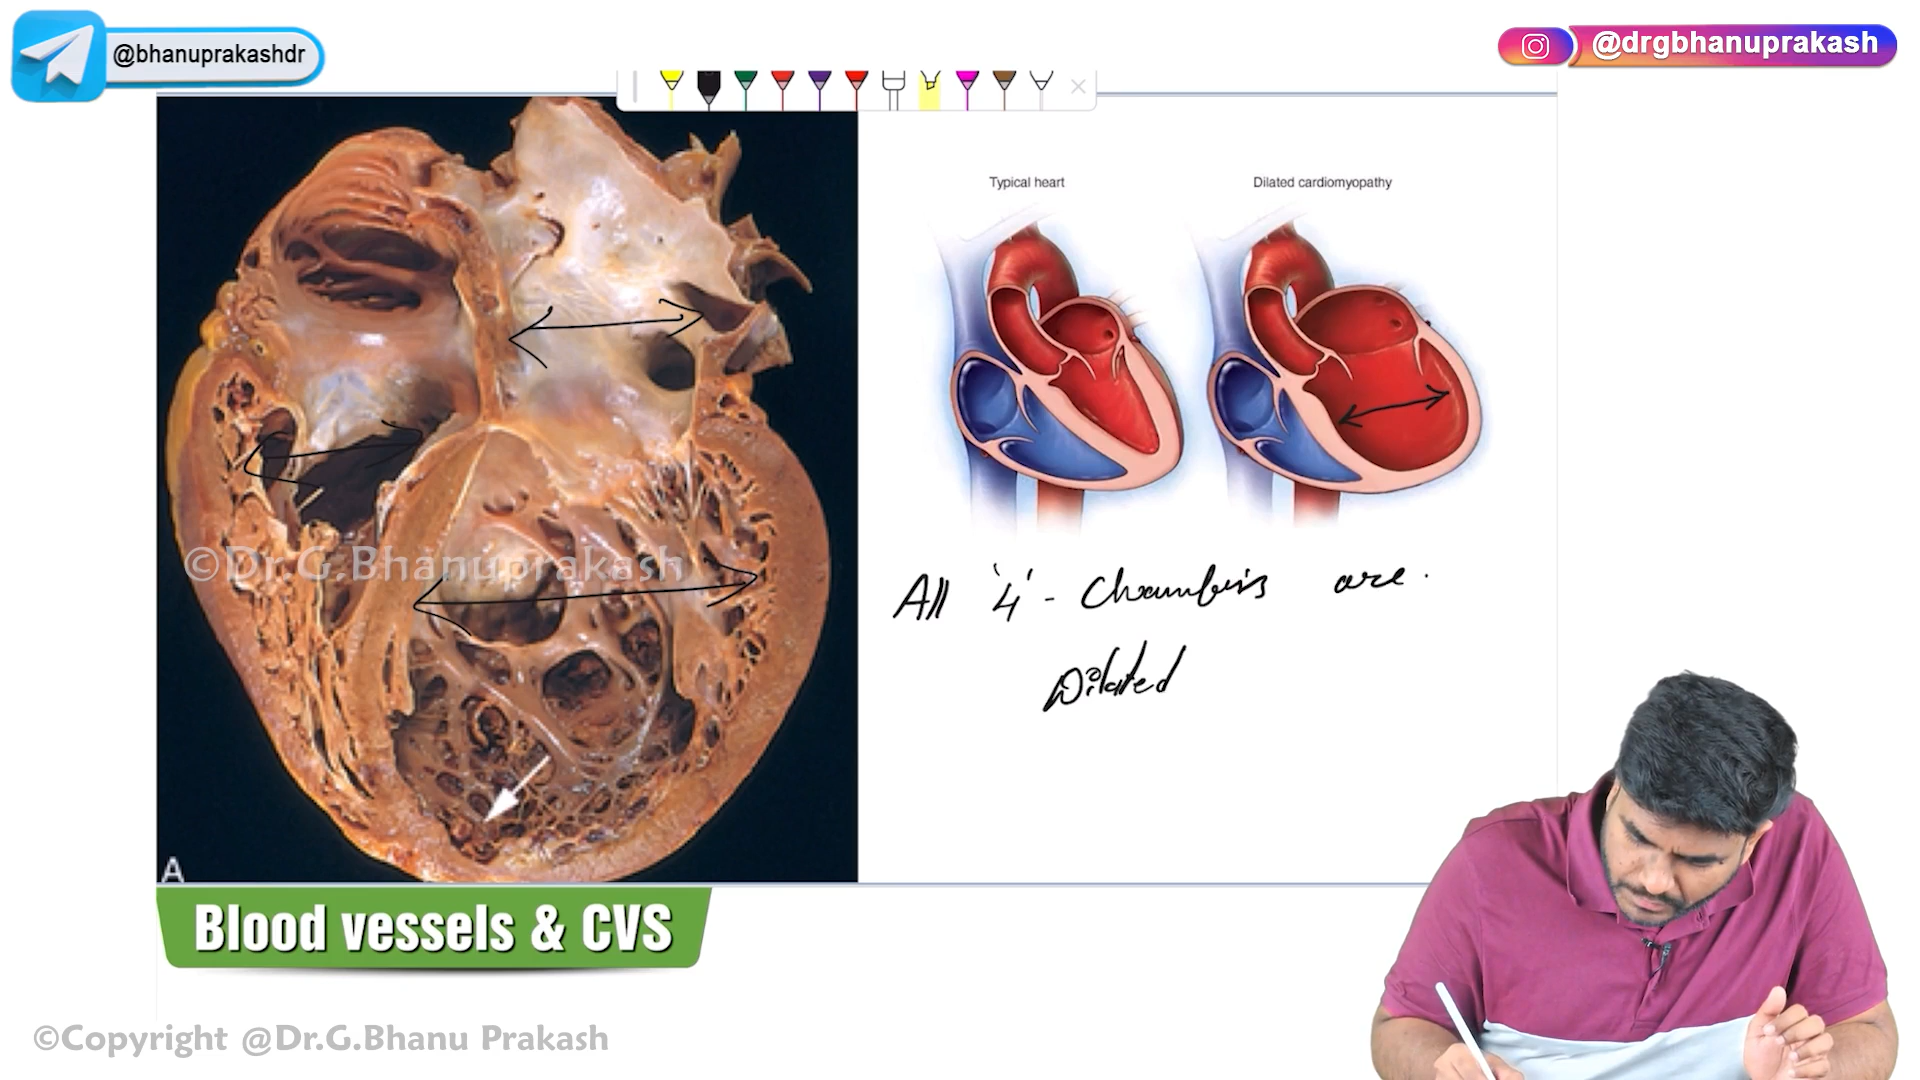 @bhanuprakashdr
@drgbhanuprakash
Typical heart
Dilated cardiomyopathy
©Dr.G.Bhanuprakash
All '4' - Chambers are.
Dilated
A
Blood vessels & CVS
©Copyright @Dr.G.Bhanu Prakash